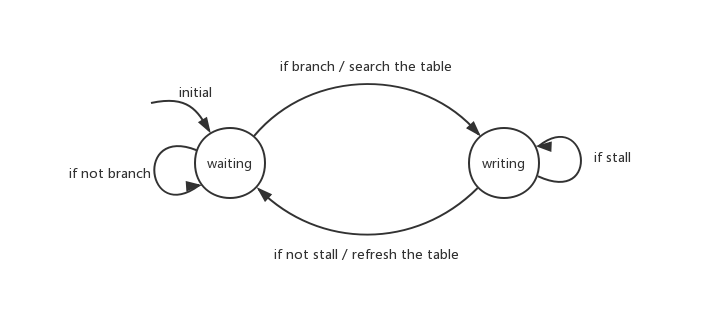 if branch / search the table
initial
waiting
writing
if stall
if not branch
if not stall / refresh the table